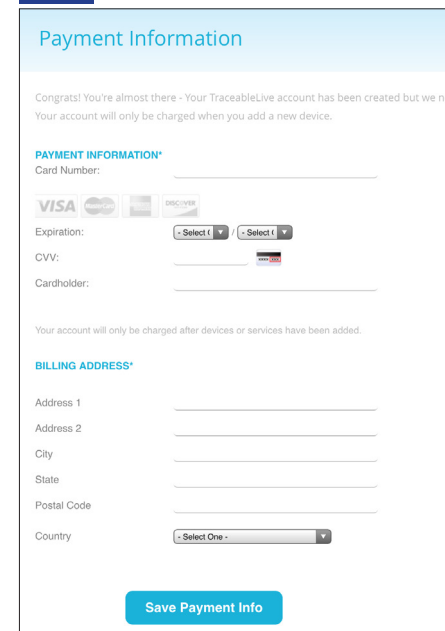 Payment Information
Congrats! You're almost there - Your TraceableLive account has been created but we n
Your account will only be charged when you add a new device.
PAYMENT INFORMATION*
Card Number:
VISA MasterCard DISCOVER
Expiration: - Select ( / - Select (
CVV:
Cardholder:
Your account will only be charged after devices or services have been added.
BILLING ADDRESS*
Address 1
Address 2
City
State
Postal Code
Country - Select One -
Save Payment Info